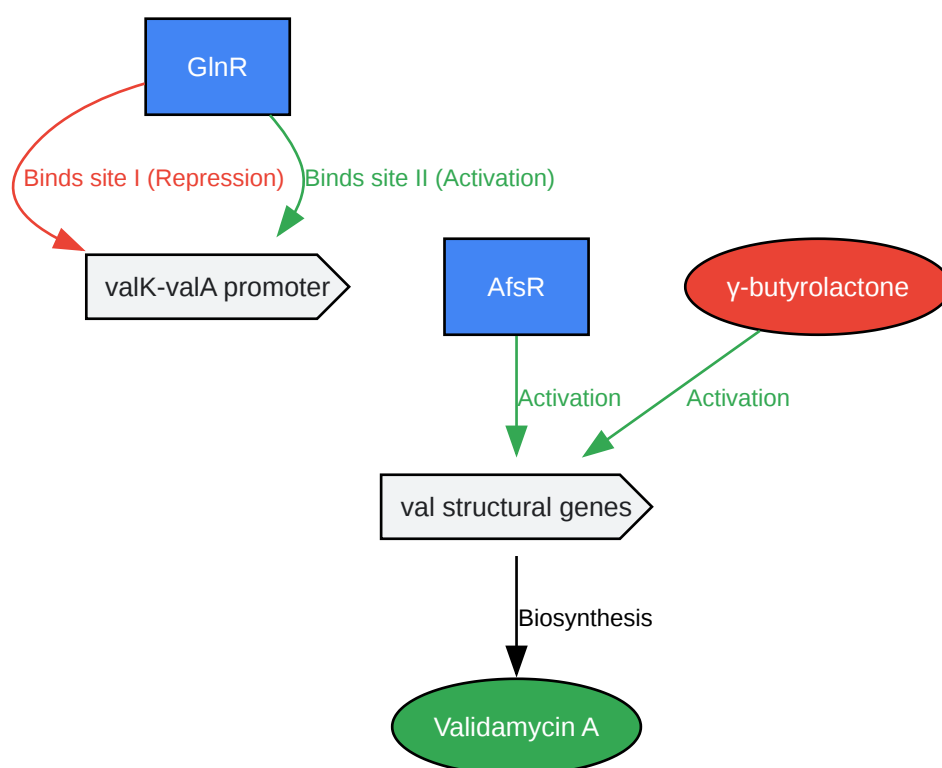 GlnR
Binds site I (Repression)
Binds site II (Activation)
valK-valA promoter
AfsR
γ-butyrolactone
Activation
Activation
val structural genes
Biosynthesis
Validamycin A